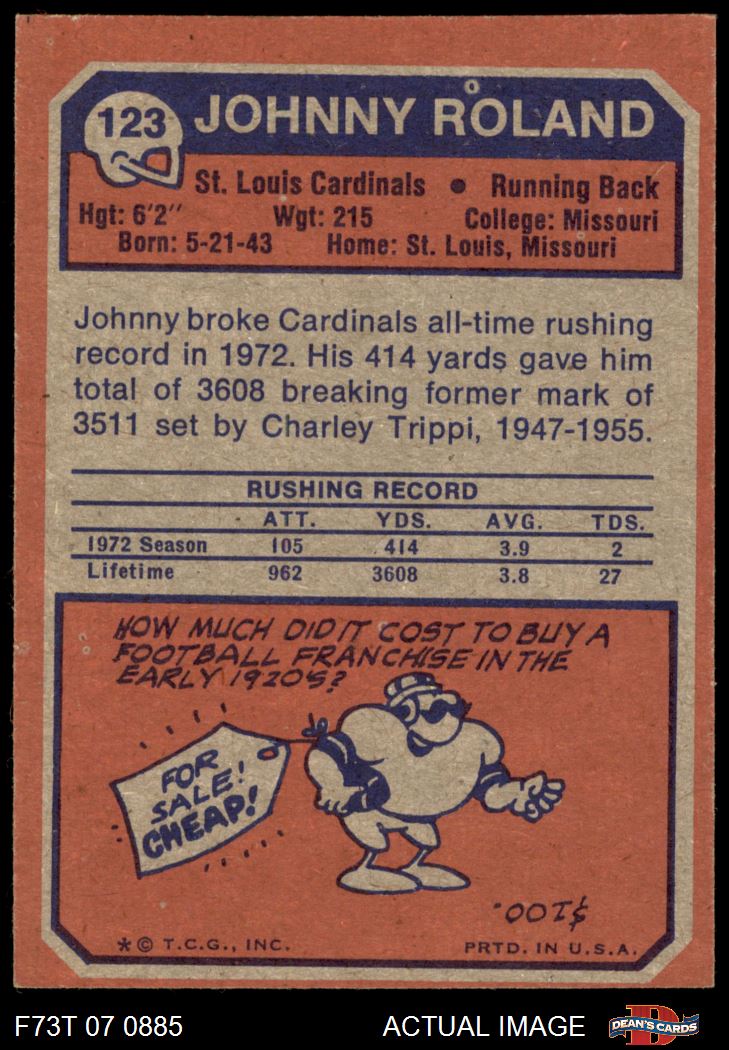 123
JOHNNY ROLAND
St. Louis Cardinals • Running Back
Hgt: 6'2" Wgt: 215 College: Missouri
Born: 5-21-43 Home: St. Louis, Missouri
Johnny broke Cardinals all-time rushing
record in 1972. His 414 yards gave him
total of 3608 breaking former mark of
3511 set by Charley Trippi, 1947-1955.
RUSHING RECORD
ATT. YDS. AVG. TDS.
1972 Season 105 414 3.9 2
Lifetime 962 3608 3.8 27
HOW MUCH DID IT COST TO BUY A
FOOTBALL FRANCHISE IN THE
EARLY 1920'S?
FOR
SALE!
CHEAP!
$100.
*© T.C.G., INC. PRTD. IN U.S.A.
F73T 07 0885 ACTUAL IMAGE
D
DEAN'S CARDS